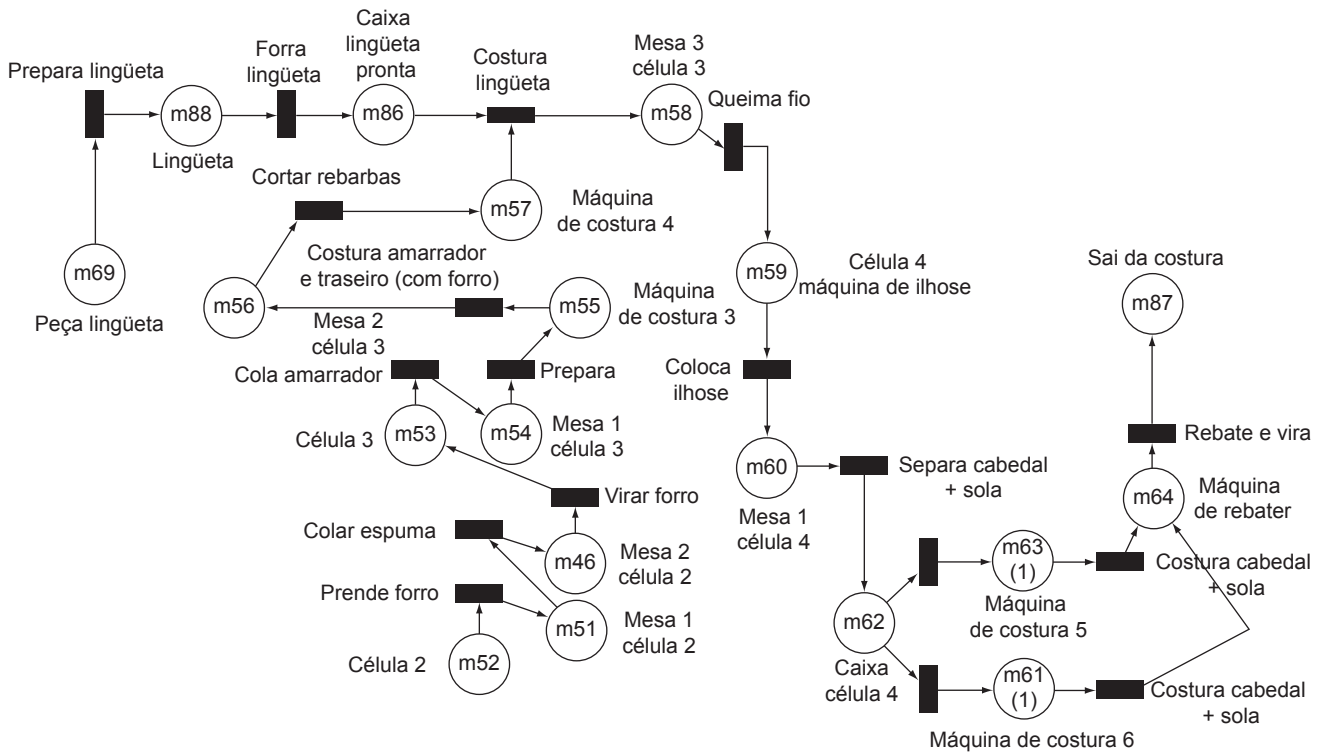 Prepara lingüeta
Forra
lingüeta
Caixa
lingüeta
pronta
Costura
lingüeta
Mesa 3
célula 3
Queima fio
m88
m86
m58
Lingüeta
Cortar rebarbas
m57
Máquina
de costura 4
m69
Peça lingüeta
Costura amarrador
e traseiro (com forro)
m56
m55
Máquina
de costura 3
m59
Célula 4
máquina de ilhose
Sai da costura
m87
Mesa 2
célula 3
Cola amarrador
Prepara
Coloca
ilhose
Célula 3
m53
m54
Mesa 1
célula 3
Rebate e vira
m60
Mesa 1
célula 4
Separa cabedal
+ sola
m64
Máquina
de rebater
Virar forro
Colar espuma
m46
Mesa 2
célula 2
m63
(1)
Máquina
de costura 5
Costura cabedal
+ sola
Prende forro
m51
Mesa 1
célula 2
m62
Caixa
célula 4
Célula 2
m52
m61
(1)
Máquina de costura 6
Costura cabedal
+ sola